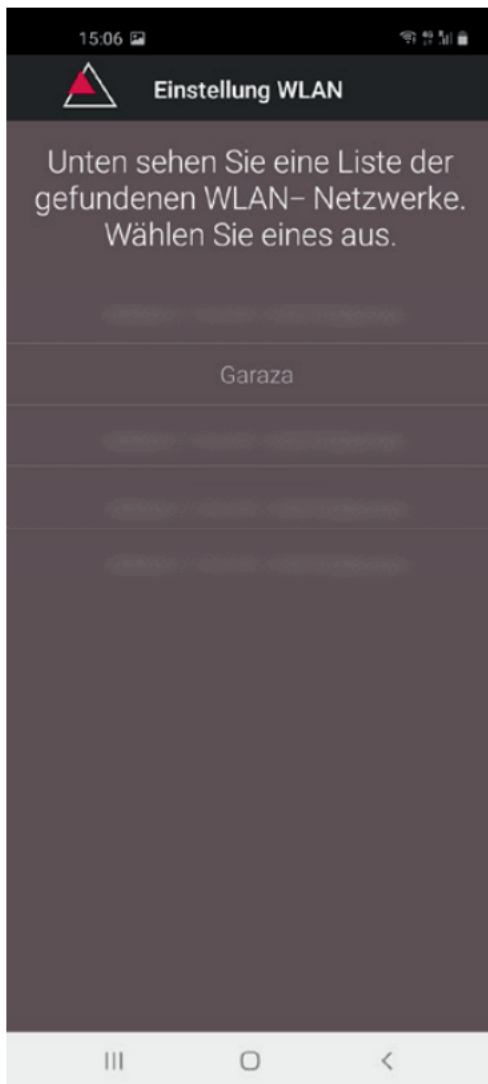 15:06
Einstellung WLAN
Unten sehen Sie eine Liste der
gefundenen WLAN– Netzwerke.
Wählen Sie eines aus.
Garaza